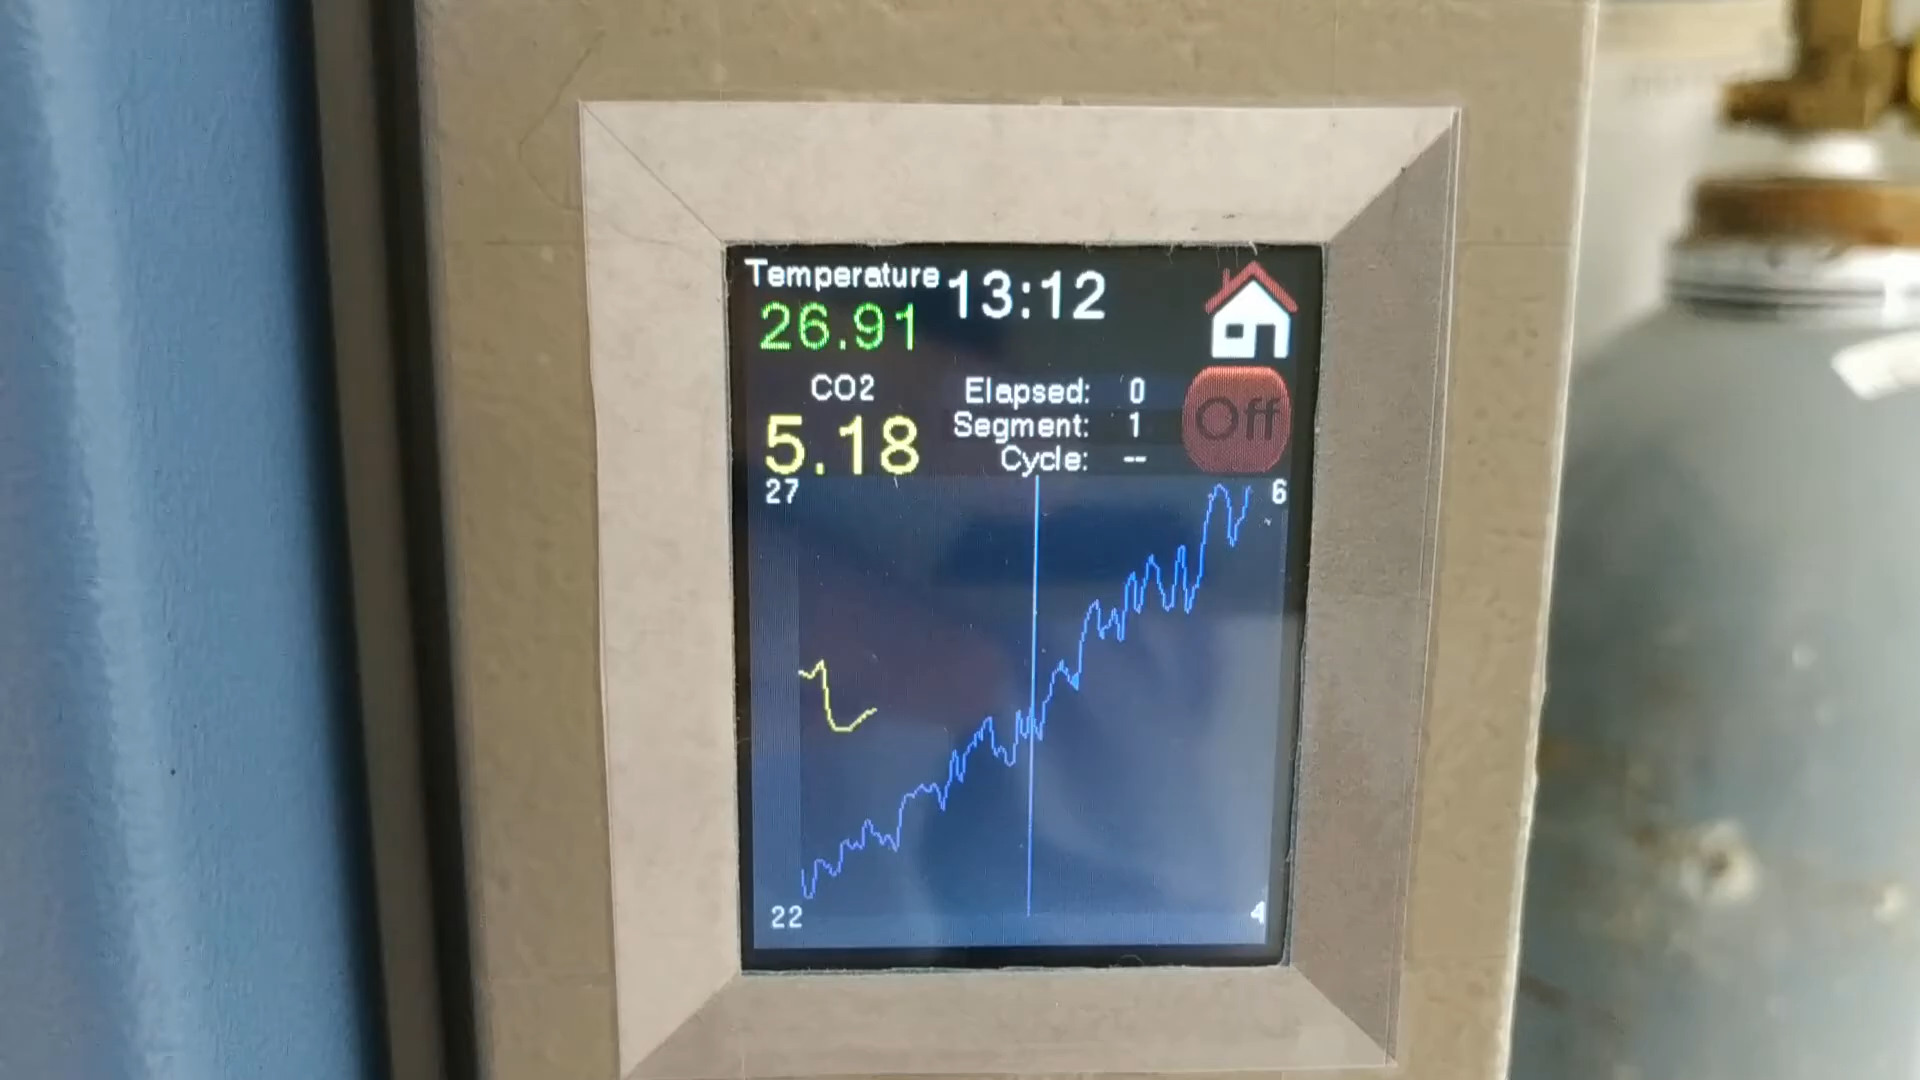 Temperature 13:12
26.91
CO2
5.18
Elapsed: 0
Segment: 1
Cycle: --
Off
27 6
22 4